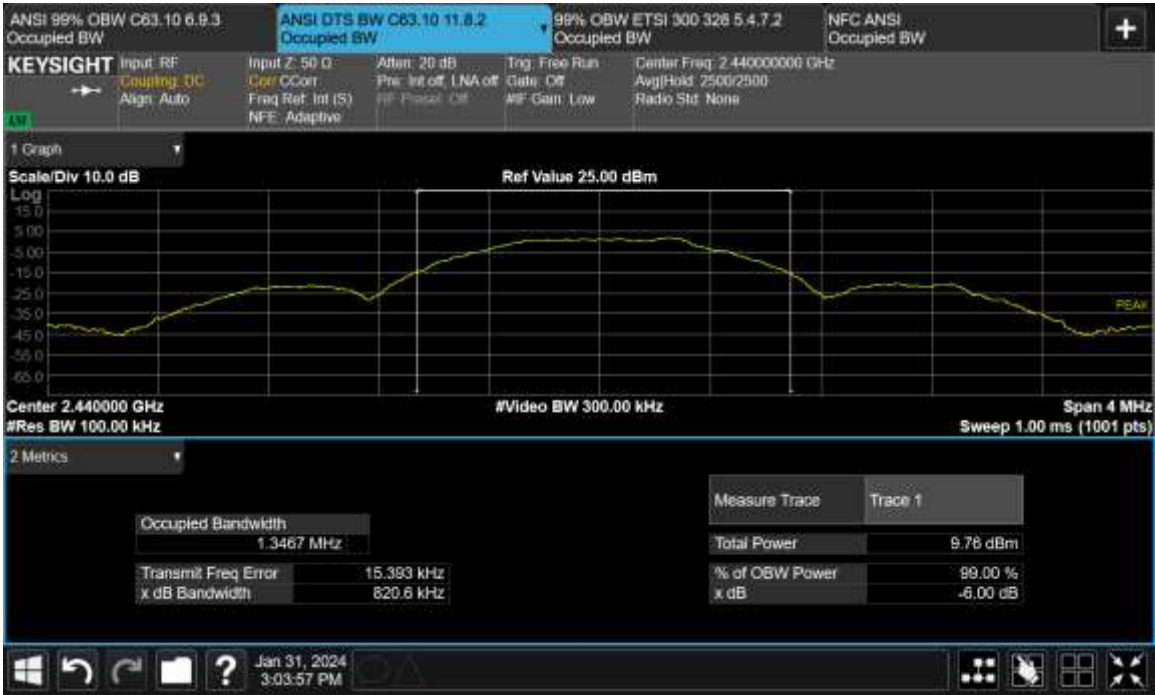 ANSI 99% OBW C63.10 6.9.3
Occupied BW
ANSI DTS BW C63.10 11.8.2
Occupied BW
99% OBW ETSI 300 328 5.4.7.2
Occupied BW
NFC ANSI
Occupied BW
KEYSIGHT
Input: RF
Coupling: DC
Align: Auto
Input Z: 50 Ω
Corr CCorr
Freq Ref: Int (S)
NFE: Adaptive
Atten: 20 dB
Pre: Int off, LNA off
RF Presel: Off
Trig: Free Run
Gate: Off
#IF Gain: Low
Center Freq: 2.440000000 GHz
Avg|Hold: 2500/2500
Radio Std: None
1 Graph
Scale/Div 10.0 dB
Ref Value 25.00 dBm
Log
15.0
5.00
-5.00
-15.0
-25.0
-35.0
-45.0
-55.0
-65.0
PEAK
Center 2.440000 GHz
#Video BW 300.00 kHz
Span 4 MHz
#Res BW 100.00 kHz
Sweep 1.00 ms (1001 pts)
2 Metrics
Measure Trace
Trace 1
Occupied Bandwidth
1.3467 MHz
Total Power
9.76 dBm
Transmit Freq Error
15.393 kHz
% of OBW Power
99.00 %
x dB Bandwidth
820.6 kHz
x dB
-6.00 dB
?
Jan 31, 2024
3:03:57 PM